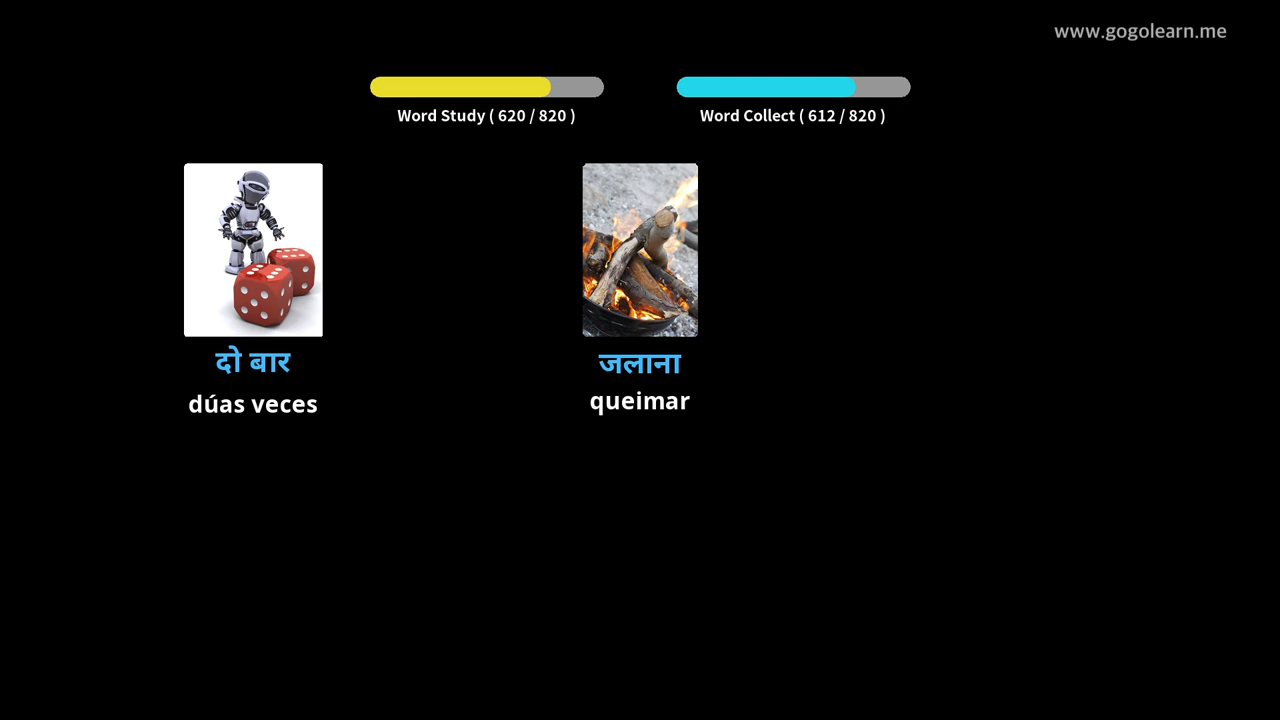 www.gogolearn.me
Word Study ( 620 / 820 )
Word Collect ( 612 / 820 )
दो बार
dúas veces
जलाना
queimar